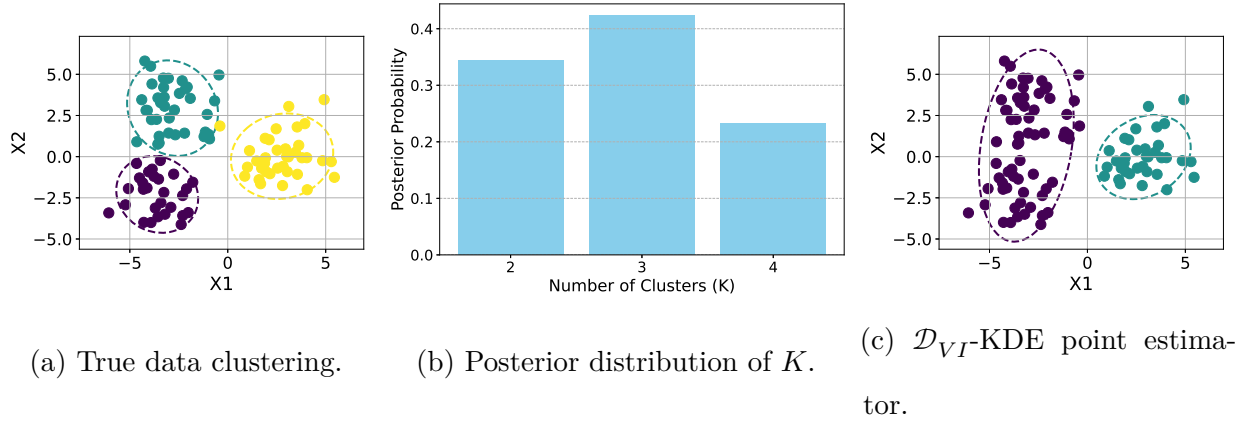 5.0
2.5
0.0
−2.5
−5.0
X2
−5
0
5
X1
0.4
0.3
0.2
0.1
0.0
Posterior Probability
2
3
4
Number of Clusters (K)
5.0
2.5
0.0
−2.5
−5.0
X2
−5
0
5
X1
(a) True data clustering.
(b) Posterior distribution of K.
(c) 𝒟_{VI}-KDE point estima-
tor.